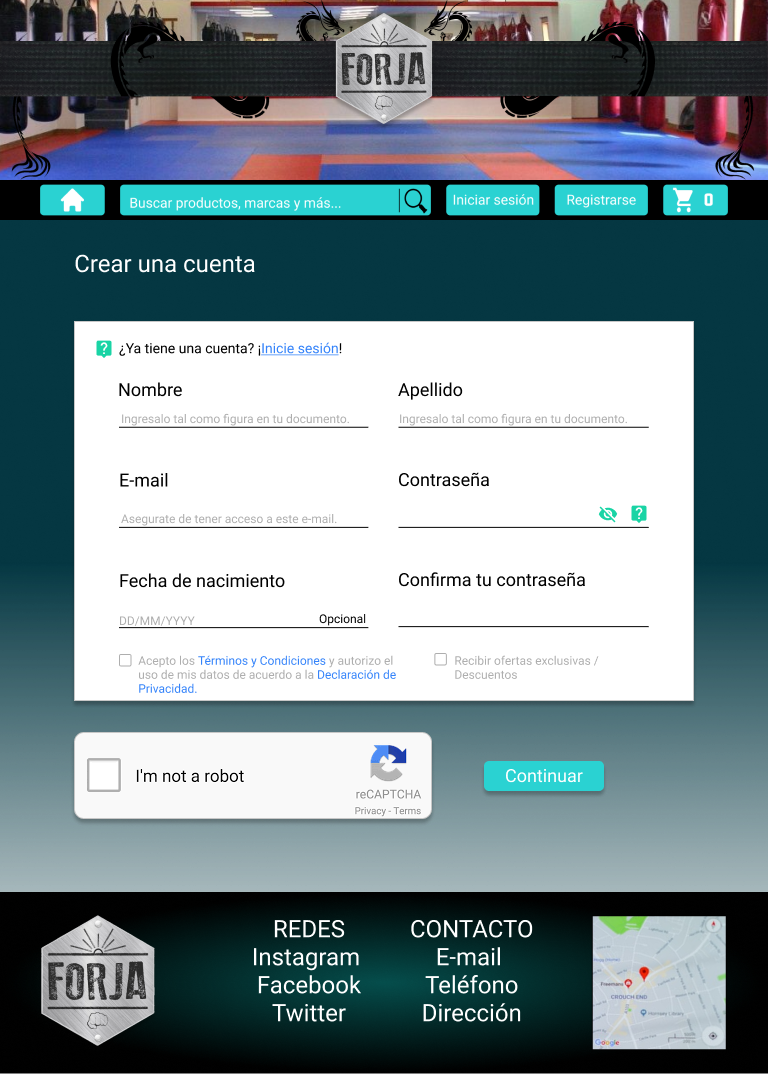 FORJA
Buscar productos, marcas y más...
Iniciar sesión
Registrarse
0
Crear una cuenta
¿Ya tiene una cuenta? ¡Inicie sesión!
Nombre
Apellido
Ingresalo tal como figura en tu documento.
Ingresalo tal como figura en tu documento.
E-mail
Contraseña
Asegurate de tener acceso a este e-mail.
Fecha de nacimiento
Confirma tu contraseña
DD/MM/YYYY
Opcional
Acepto los Términos y Condiciones y autorizo el
uso de mis datos de acuerdo a la Declaración de
Privacidad.
Recibir ofertas exclusivas /
Descuentos
I'm not a robot
reCAPTCHA
Privacy - Terms
Continuar
FORJA
REDES
Instagram
Facebook
Twitter
CONTACTO
E-mail
Teléfono
Dirección
Freemans
CROUCH END
Hornsey Library
Google